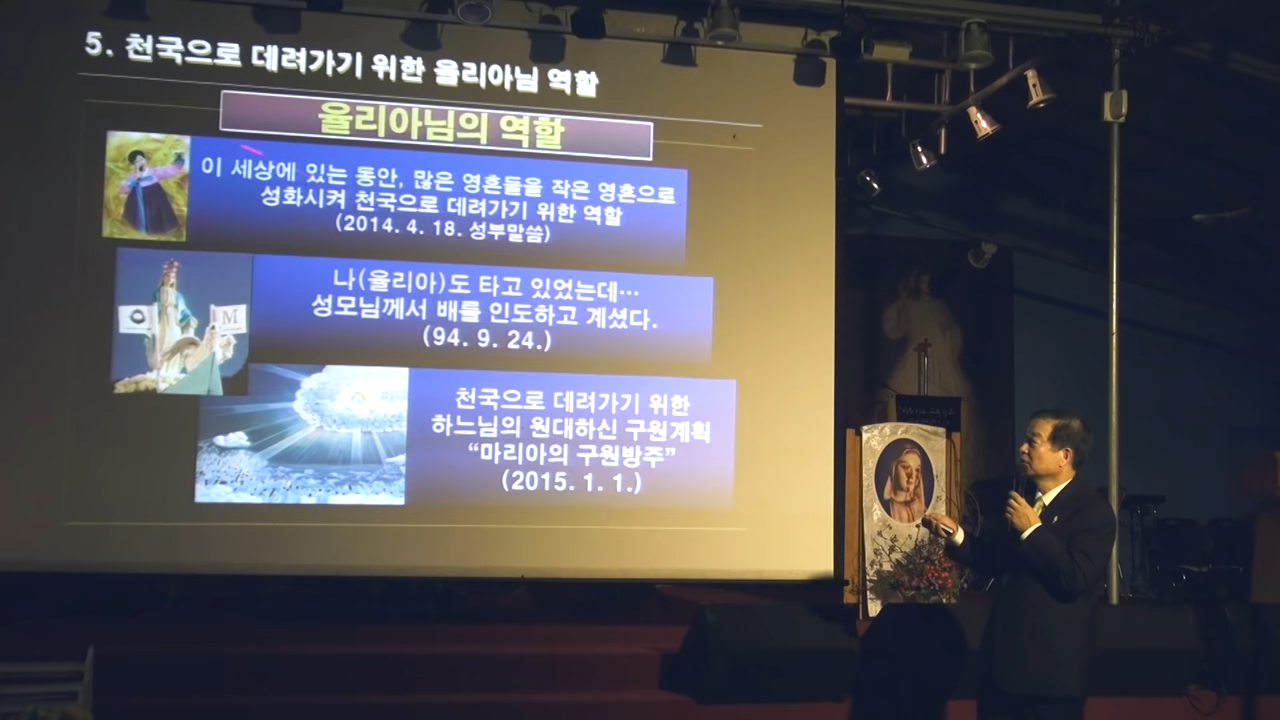 5. 천국으로 데려가기 위한 율리아님 역할
율리아님의 역할
이 세상에 있는 동안, 많은 영혼들을 작은 영혼으로
성화시켜 천국으로 데려가기 위한 역할
(2014. 4. 18. 성부말씀)
나(율리아)도 타고 있었는데…
성모님께서 배를 인도하고 계셨다.
(94. 9. 24.)
M
천국으로 데려가기 위한
하느님의 원대하신 구원계획
“마리아의 구원방주”
(2015. 1. 1.)